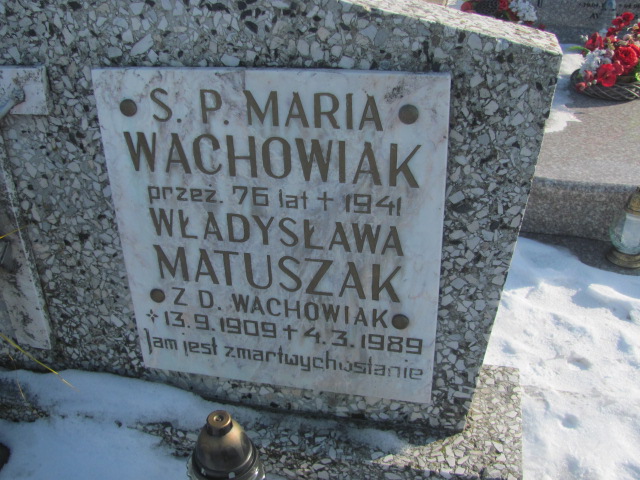 S. P. MARIA
WACHOWIAK
przez. 76 lat + 1941
WŁADYSŁAWA
MATUSZAK
Z D. WACHOWIAK
* 13.9.1909 + 4.3.1989
Jam jest zmartwychwstanie